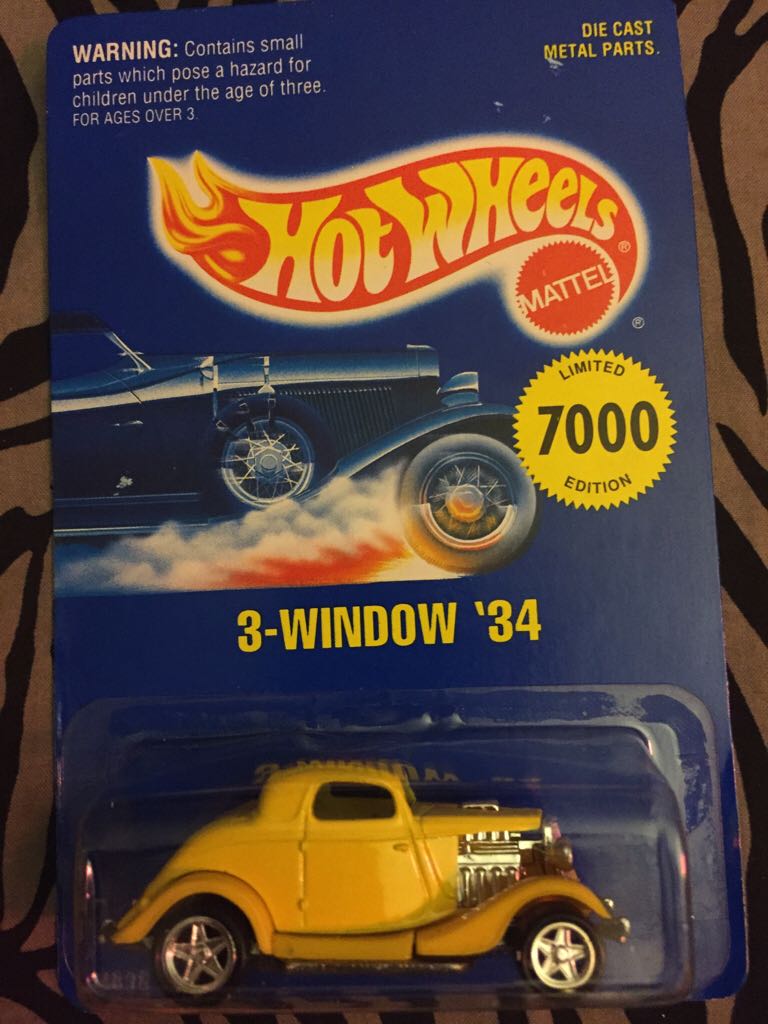 WARNING: Contains small
parts which pose a hazard for
children under the age of three.
FOR AGES OVER 3.
DIE CAST
METAL PARTS.
HOT WHEELS®
MATTEL
®
LIMITED
7000
EDITION
3-WINDOW '34